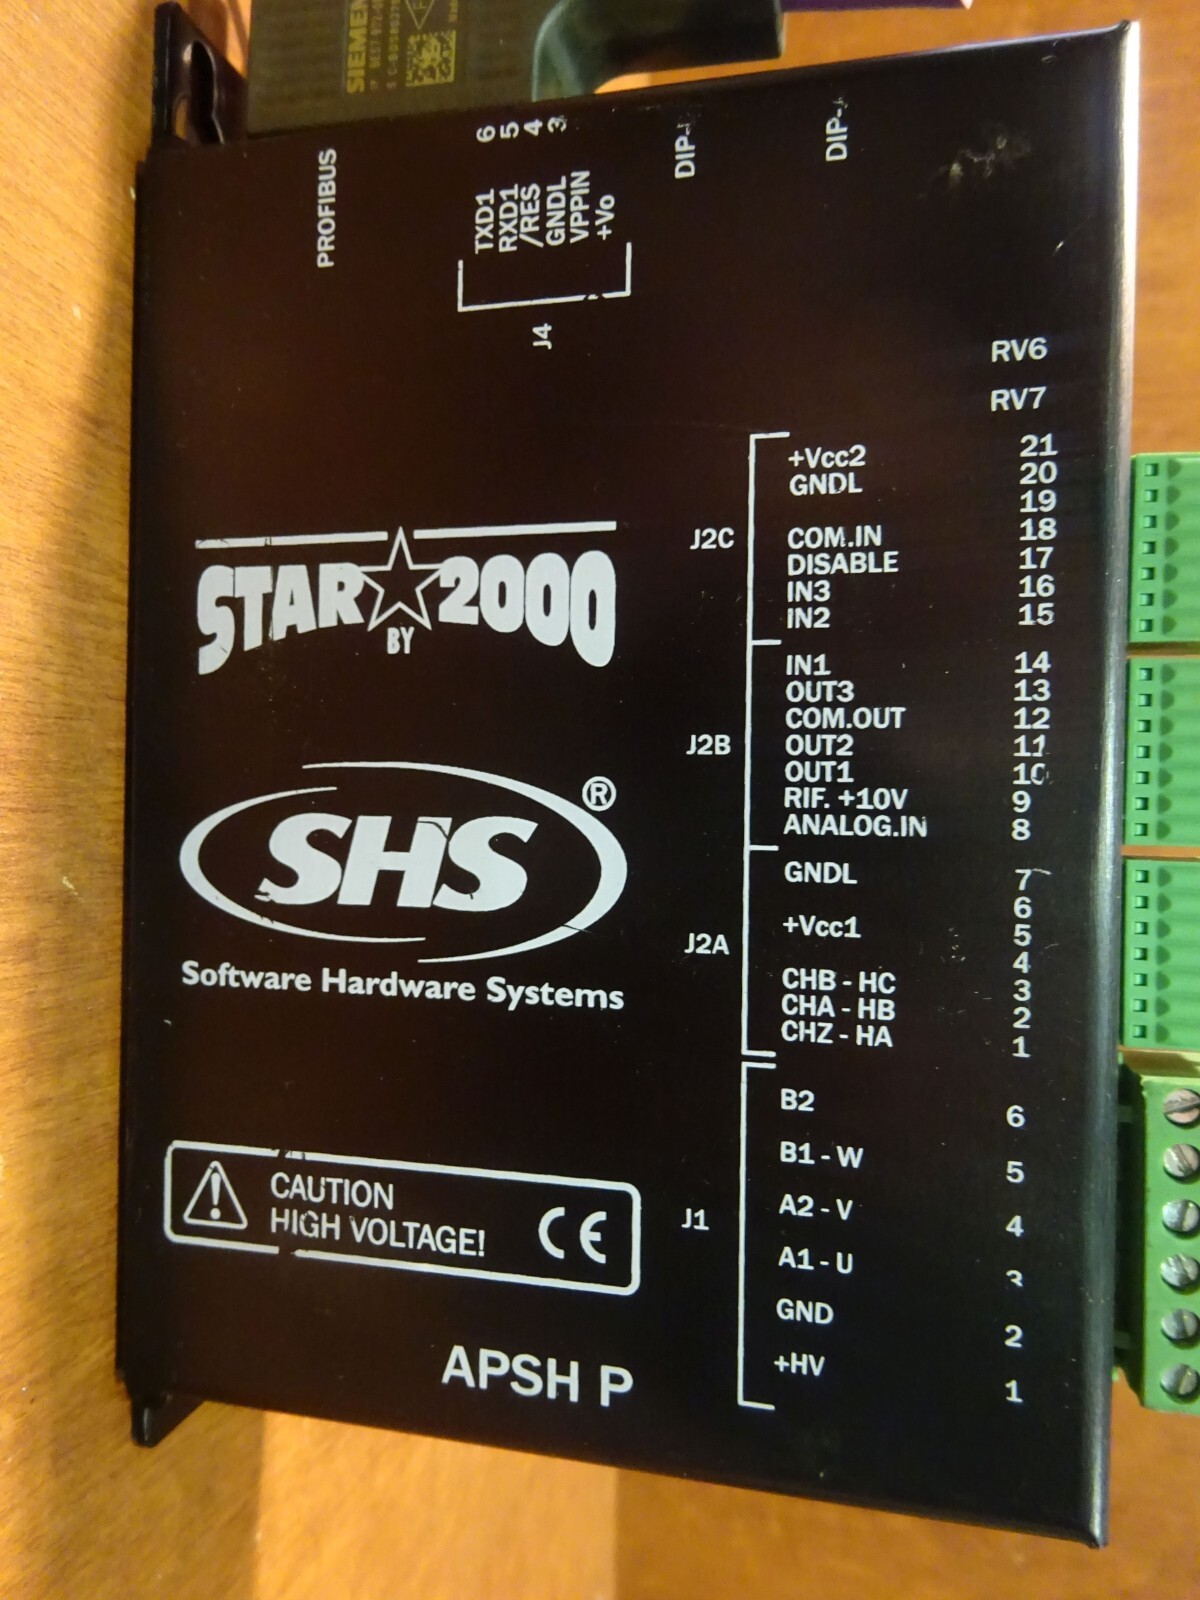 SIEMENS
PROFIBUS
TXD1 6
RXD1 5
/RES 4
GNDL 3
VPPIN
+Vo
J4
DIP-
DIP-
RV6
RV7
J2C
+Vcc2 21
GNDL 20
19
COM.IN 18
DISABLE 17
IN3 16
IN2 15
J2B
IN1 14
OUT3 13
COM.OUT 12
OUT2 11
OUT1 10
RIF. +10V 9
ANALOG.IN 8
J2A
GNDL 7
6
+Vcc1 5
4
CHB - HC 3
CHA - HB 2
CHZ - HA 1
J1
B2 6
B1 - W 5
A2 - V 4
A1 - U 3
GND 2
+HV 1
STAR 2000
BY
SHS ®
Software Hardware Systems
CAUTION
HIGH VOLTAGE!
CE
APSH P